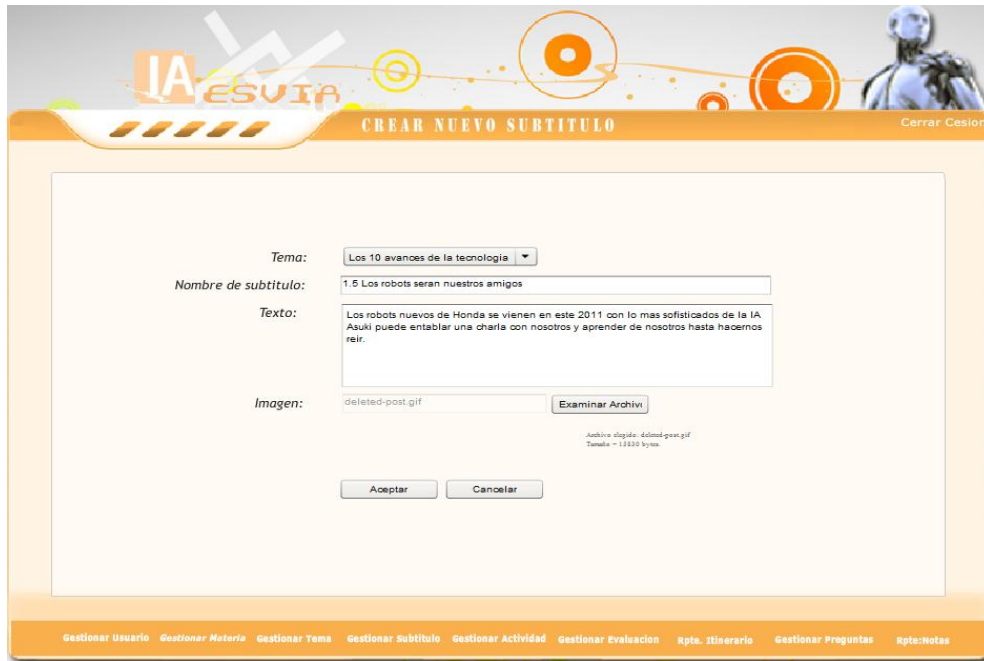 IA
ESVIA
CREAR NUEVO SUBTITULO
Cerrar Cesion
Tema:
Los 10 avances de la tecnologia
Nombre de subtitulo:
1.5 Los robots seran nuestros amigos
Texto:
Los robots nuevos de Honda se vienen en este 2011 con lo mas sofisticados de la IA
Asuki puede entablar una charla con nosotros y aprender de nosotros hasta hacernos
reir.
Imagen:
deleted-post.gif
Examinar Archivo
Archivo elegido: deleted-post.gif
Tamaño = 13830 bytes.
Aceptar
Cancelar
Gestionar Usuario Gestionar Materia Gestionar Tema Gestionar Subtitulo Gestionar Actividad Gestionar Evaluacion Rpte. Itinerario Gestionar Preguntas Rpte:Notas